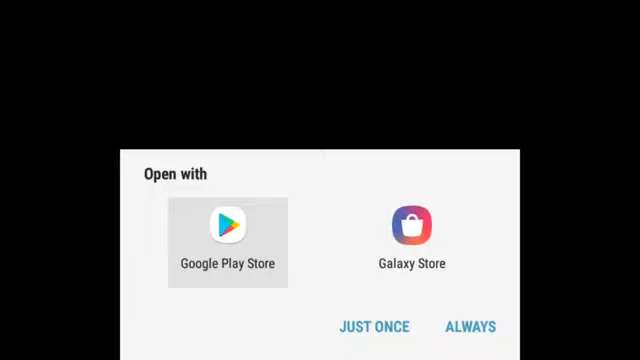 Open with
Google Play Store
Galaxy Store
JUST ONCE
ALWAYS